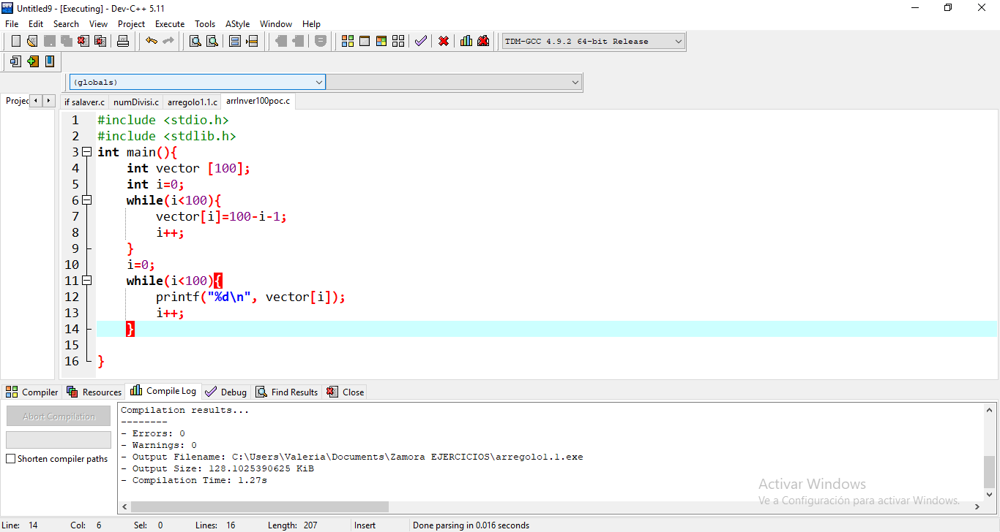 Untitled9 - [Executing] - Dev-C++ 5.11
File Edit Search View Project Execute Tools AStyle Window Help
TDM-GCC 4.9.2 64-bit Release
(globals)
Projec if salaver.c numDivisi.c arregolo1.1.c arrInver100poc.c
1 #include <stdio.h>
2 #include <stdlib.h>
3 int main(){
4 int vector [100];
5 int i=0;
6 while(i<100){
7 vector[i]=100-i-1;
8 i++;
9 }
10 i=0;
11 while(i<100){
12 printf("%d\n", vector[i]);
13 i++;
14 }
15
16 }
Compiler Resources Compile Log Debug Find Results Close
Abort Compilation
Shorten compiler paths
Compilation results...
--------
- Errors: 0
- Warnings: 0
- Output Filename: C:\Users\Valeria\Documents\Zamora EJERCICIOS\arregolo1.1.exe
- Output Size: 128.1025390625 KiB
- Compilation Time: 1.27s
Activar Windows
Ve a Configuración para activar Windows.
Line: 14 Col: 6 Sel: 0 Lines: 16 Length: 207 Insert Done parsing in 0.016 seconds